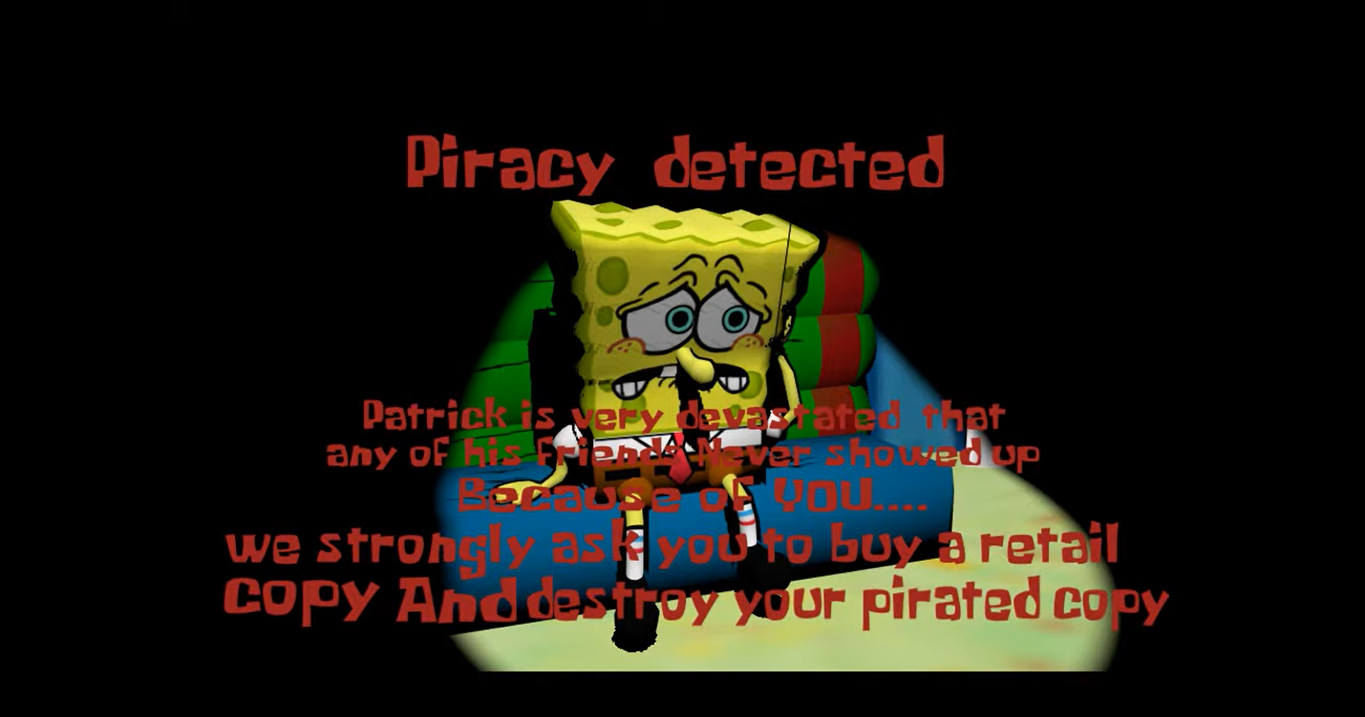 Piracy detected
Patrick is very devastated that
any of his friends Never showed up
Because of YOU....
we strongly ask you to buy a retail
copy And destroy your pirated copy